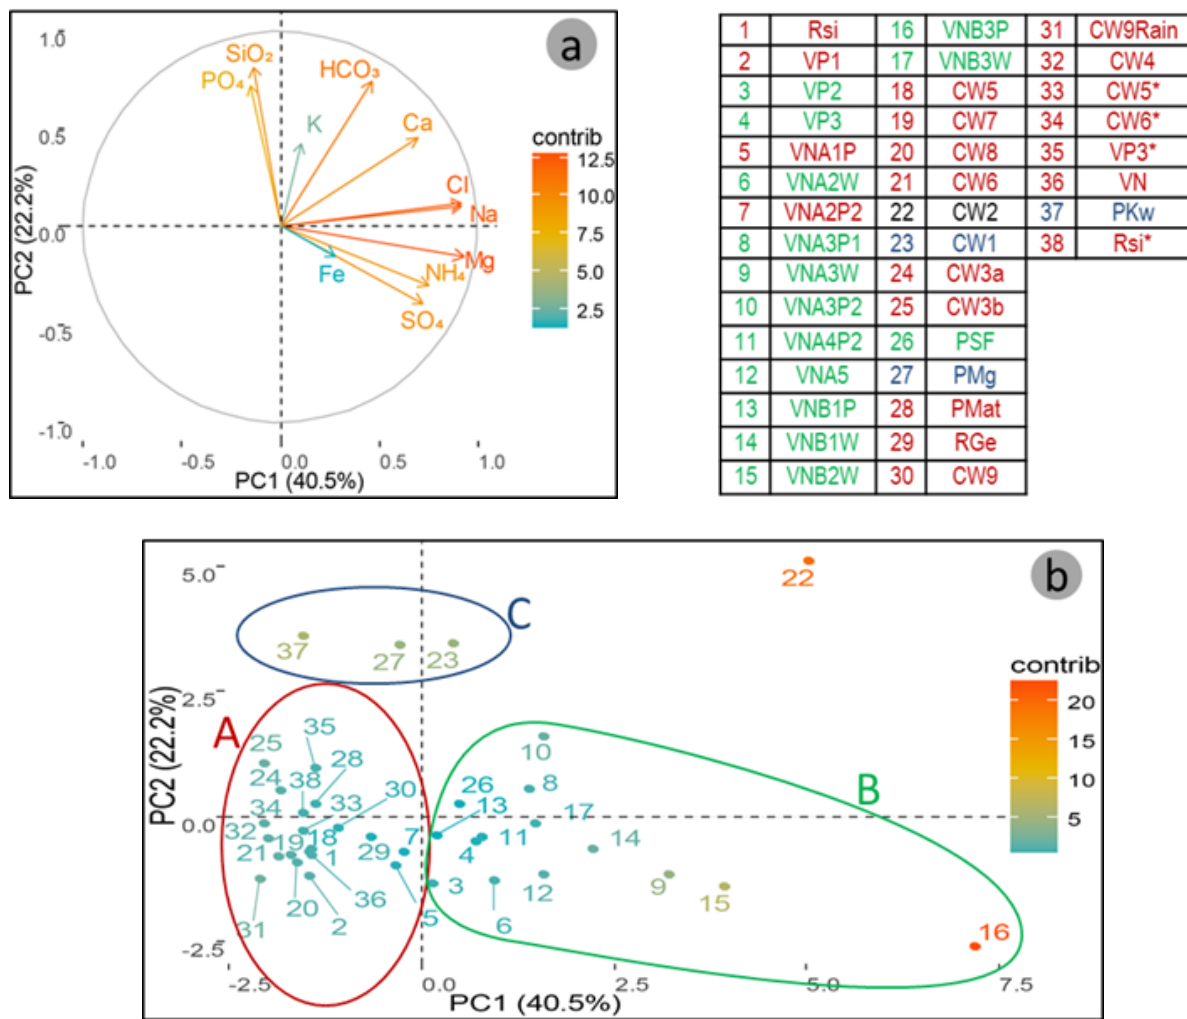 a
1.0
0.5
0.0
-0.5
-1.0
PC2 (22.2%)
SiO₂
PO₄
HCO₃
K
Ca
Cl
Na
Mg
Fe
NH₄
SO₄
contrib
12.5
10.0
7.5
5.0
2.5
-1.0
-0.5
0.0
0.5
1.0
PC1 (40.5%)
1 Rsi 16 VNB3P 31 CW9Rain
2 VP1 17 VNB3W 32 CW4
3 VP2 18 CW5 33 CW5*
4 VP3 19 CW7 34 CW6*
5 VNA1P 20 CW8 35 VP3*
6 VNA2W 21 CW6 36 VN
7 VNA2P2 22 CW2 37 PKw
8 VNA3P1 23 CW1 38 Rsi*
9 VNA3W 24 CW3a
10 VNA3P2 25 CW3b
11 VNA4P2 26 PSF
12 VNA5 27 PMg
13 VNB1P 28 PMat
14 VNB1W 29 RGe
15 VNB2W 30 CW9
b
5.0
2.5
0.0
-2.5
PC2 (22.2%)
22
C
37
27
23
A
35
25
28
24
38
30
34
33
32
18
19
21
1
29
7
20
36
31
2
5
10
B
8
26
13
17
11
4
14
3
12
6
9
15
16
contrib
20
15
10
5
-2.5
0.0
2.5
5.0
7.5
PC1 (40.5%)